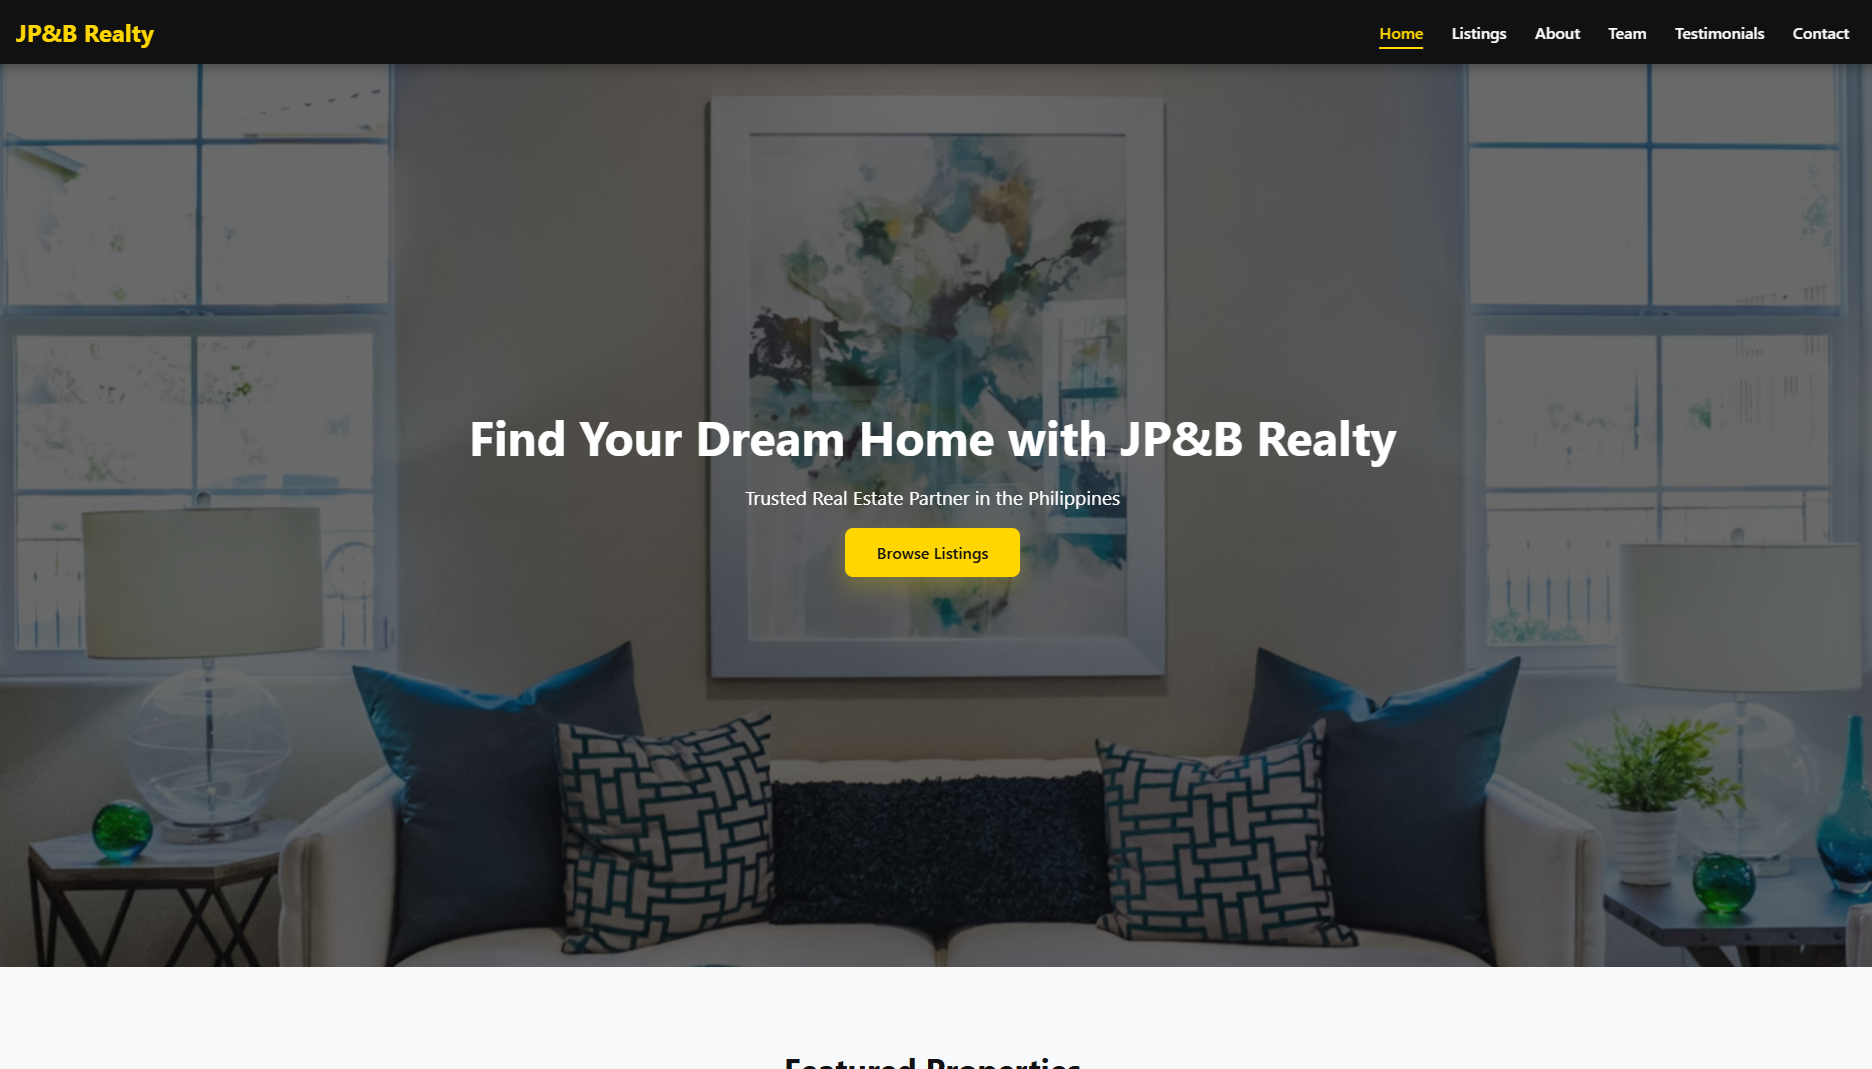 JP&B Realty
Home Listings About Team Testimonials Contact
Find Your Dream Home with JP&B Realty
Trusted Real Estate Partner in the Philippines
Browse Listings
Featured Properties